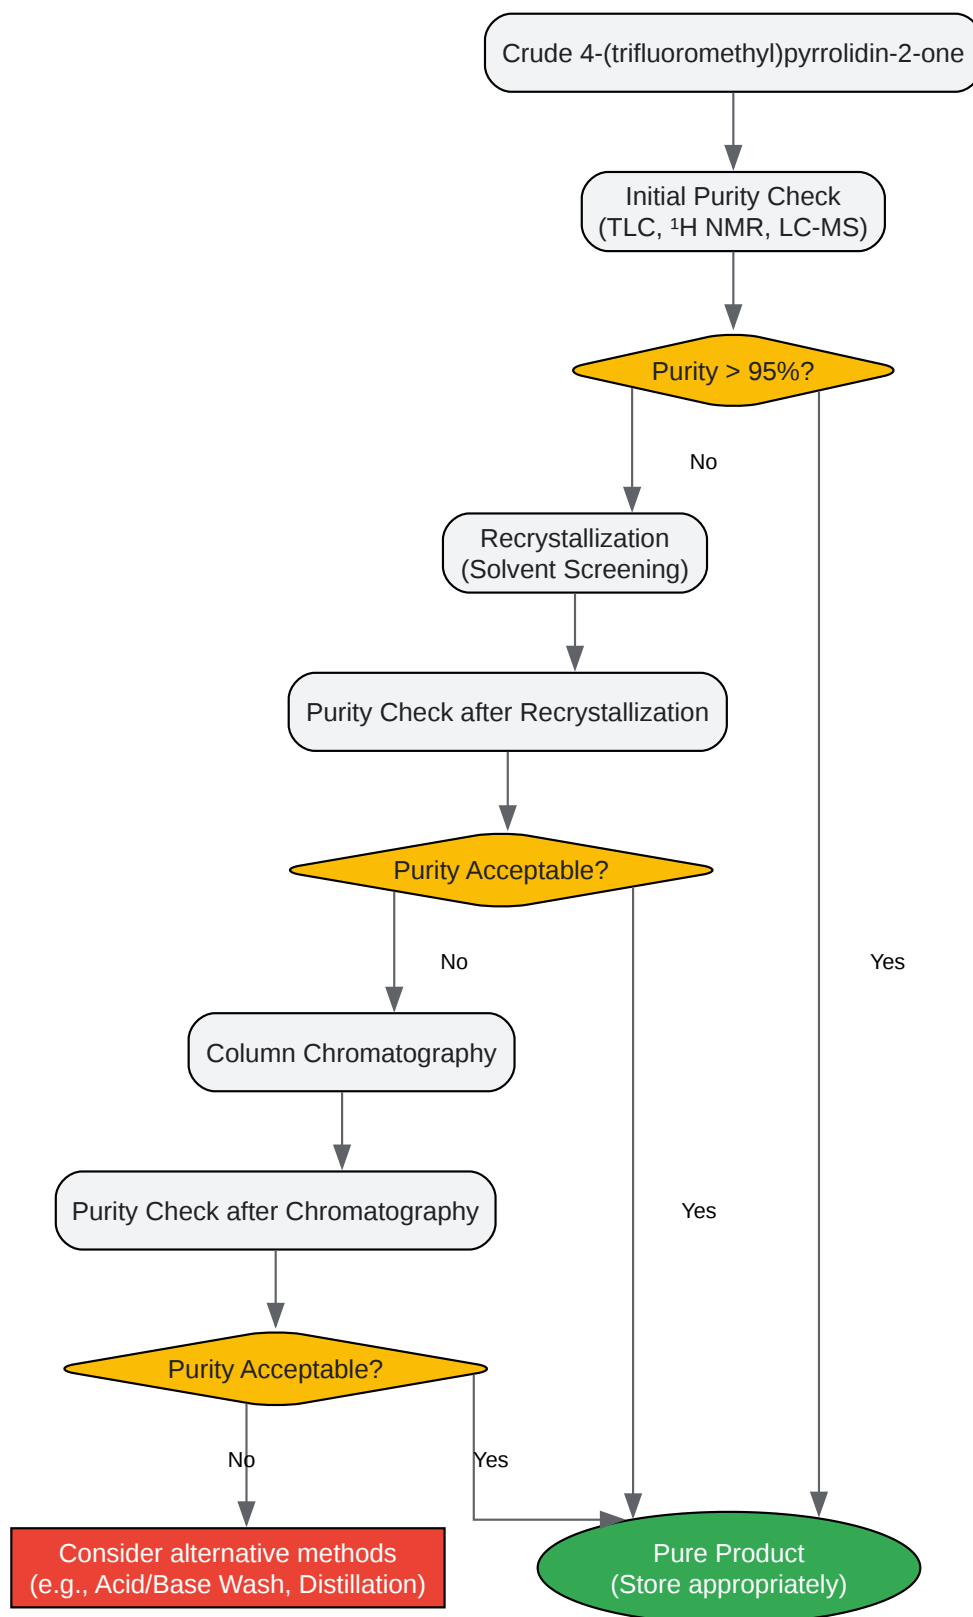 Crude 4-(trifluoromethyl)pyrrolidin-2-one
Initial Purity Check
(TLC, ¹H NMR, LC-MS)
Purity > 95%?
No
Recrystallization
(Solvent Screening)
Purity Check after Recrystallization
Purity Acceptable?
No
Yes
Column Chromatography
Purity Check after Chromatography
Yes
Purity Acceptable?
No
Yes
Consider alternative methods
(e.g., Acid/Base Wash, Distillation)
Pure Product
(Store appropriately)